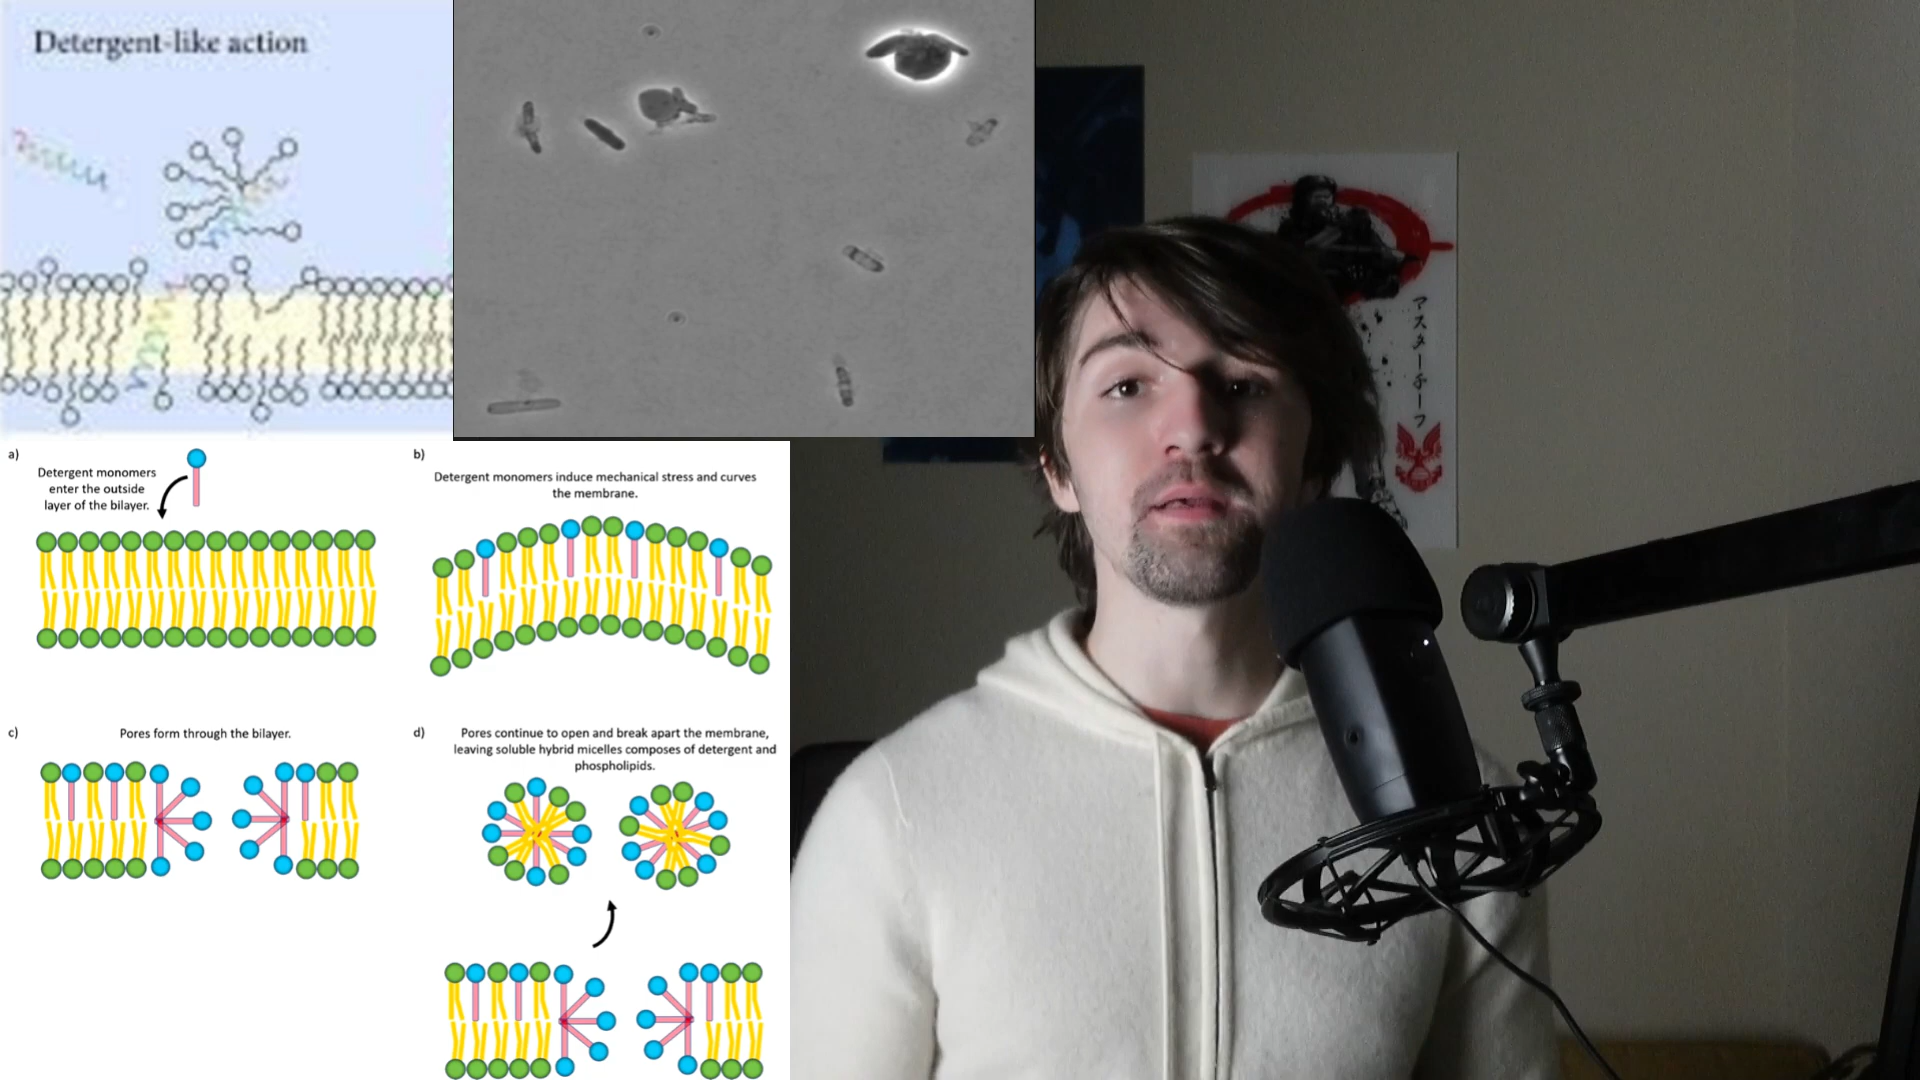 Detergent-like action
a)
Detergent monomers
enter the outside
layer of the bilayer.
b)
Detergent monomers induce mechanical stress and curves
the membrane.
c)
Pores form through the bilayer.
d)
Pores continue to open and break apart the membrane,
leaving soluble hybrid micelles composes of detergent and
phospholipids.
マスターチーフ